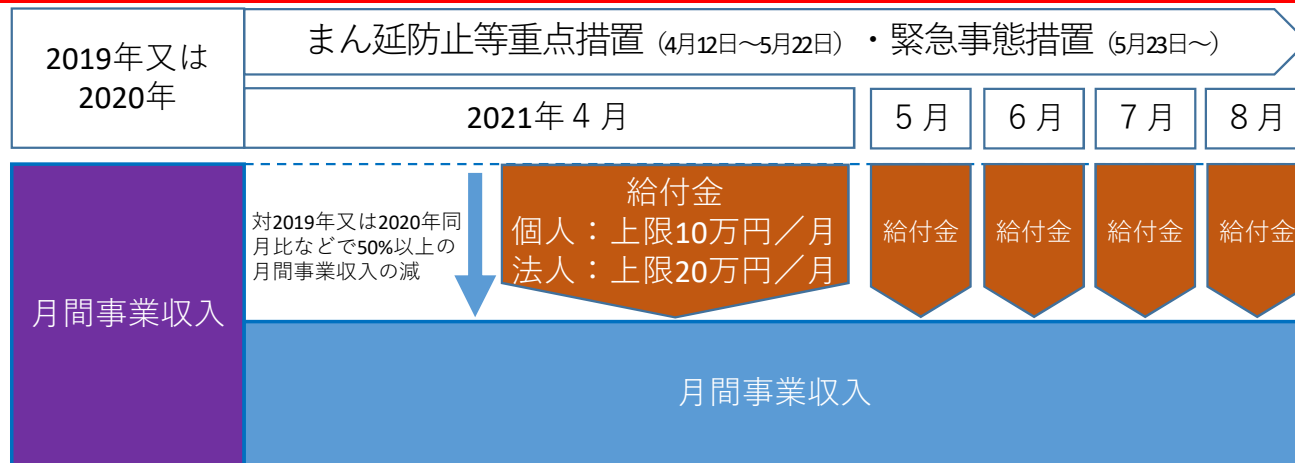 2019年又は
2020年
まん延防止等重点措置（4月12日～5月22日）・緊急事態措置（5月23日～）
2021年４月
５月
６月
７月
８月
月間事業収入
対2019年又は2020年同
月比などで50%以上の
月間事業収入の減
給付金
個人：上限10万円／月
法人：上限20万円／月
給付金
給付金
給付金
給付金
月間事業収入